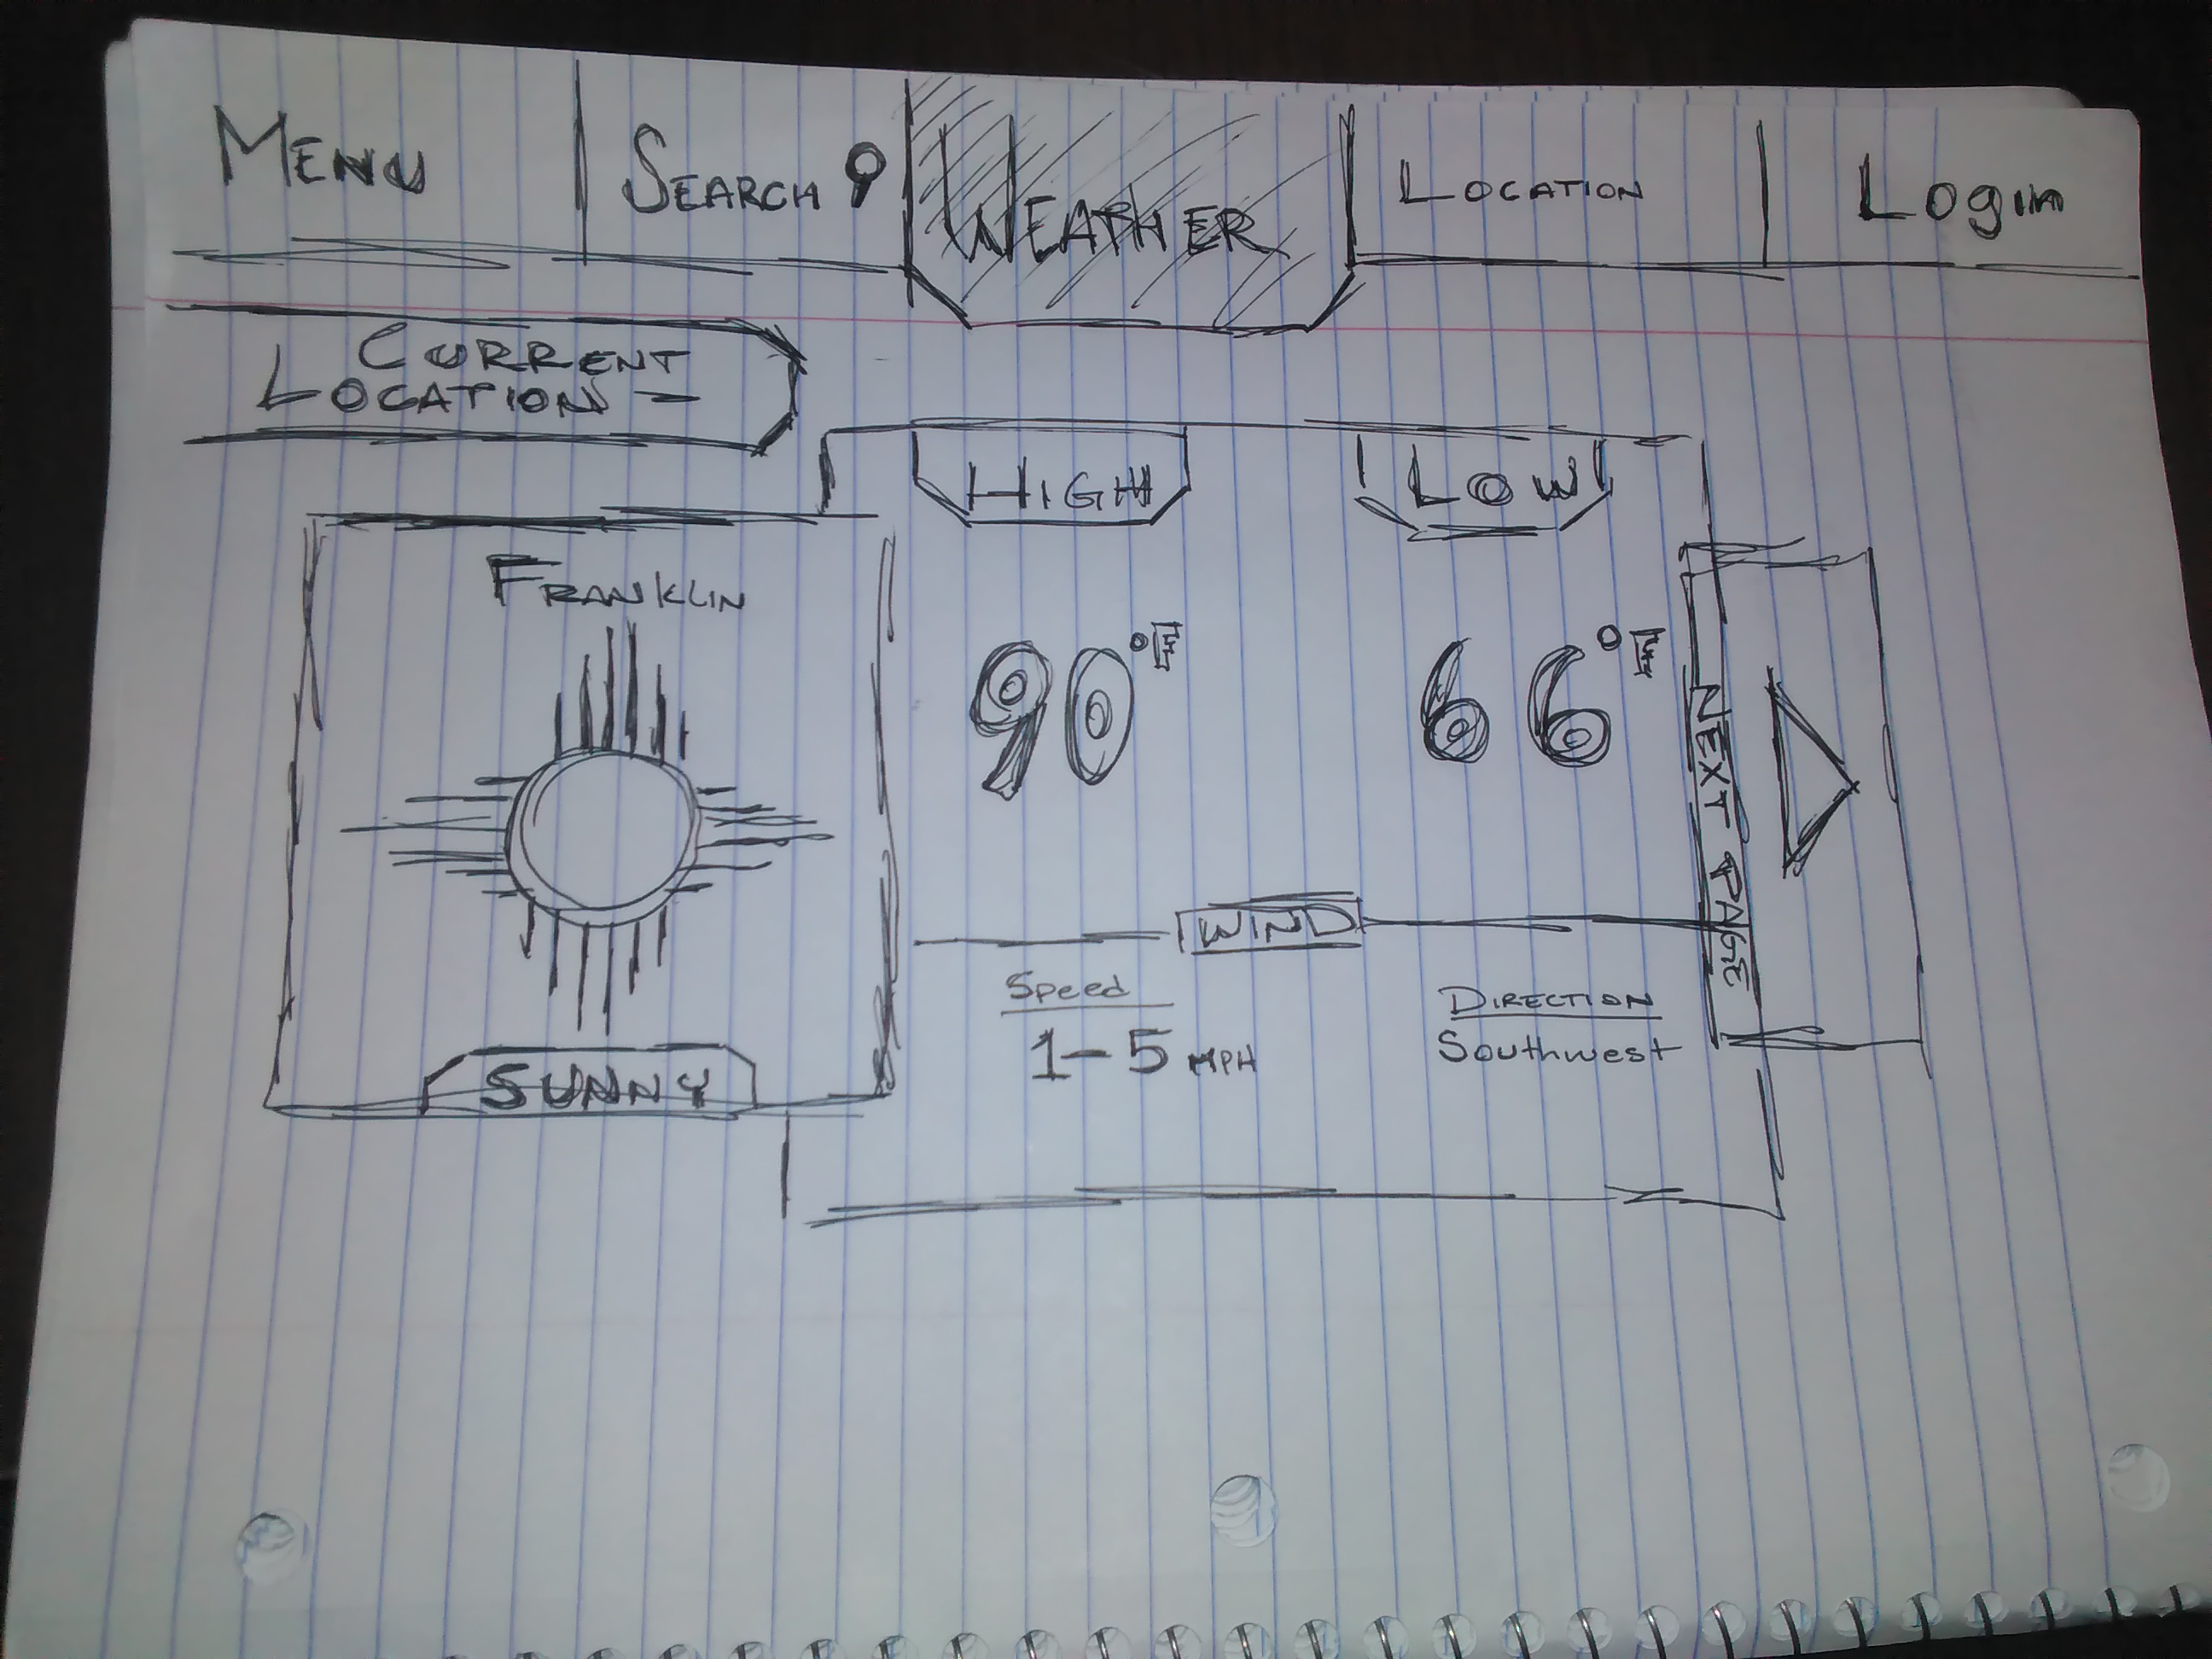 MENU
SEARCH
WEATHER
LOCATION
Login
CURRENT
LOCATION -
HIGH
LOW
FRANKLIN
90°F
66°F
NEXT PAGE
WIND
Speed
1-5 MPH
DIRECTION
Southwest
SUNNY